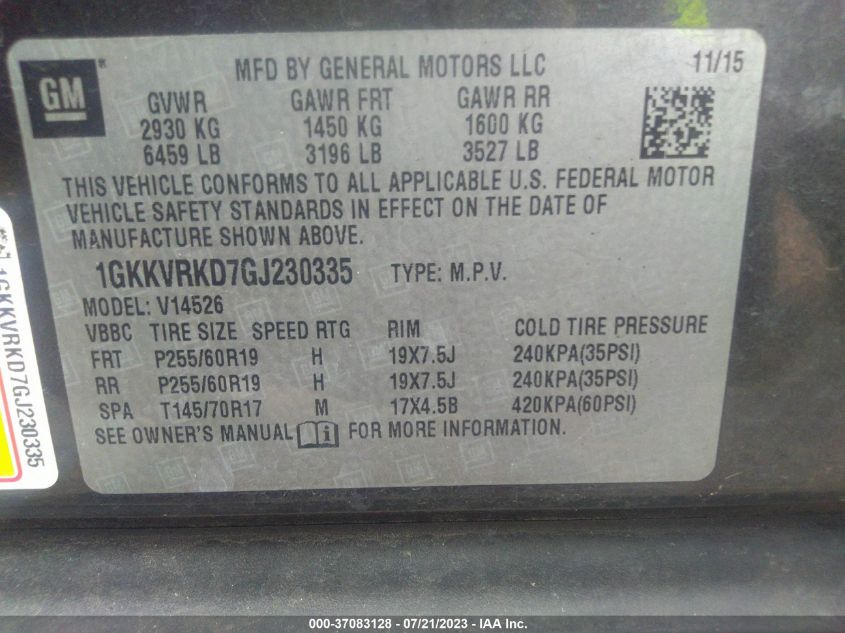 GM
MFD BY GENERAL MOTORS LLC 11/15
GVWR GAWR FRT GAWR RR
2930 KG 1450 KG 1600 KG
6459 LB 3196 LB 3527 LB
THIS VEHICLE CONFORMS TO ALL APPLICABLE U.S. FEDERAL MOTOR
VEHICLE SAFETY STANDARDS IN EFFECT ON THE DATE OF
MANUFACTURE SHOWN ABOVE.
1GKKVRKD7GJ230335 TYPE: M.P.V.
MODEL: V14526
VBBC TIRE SIZE SPEED RTG RIM COLD TIRE PRESSURE
FRT P255/60R19 H 19X7.5J 240KPA(35PSI)
RR P255/60R19 H 19X7.5J 240KPA(35PSI)
SPA T145/70R17 M 17X4.5B 420KPA(60PSI)
SEE OWNER'S MANUAL i FOR MORE INFORMATION.
1GKKVRKD7GJ230335
000-37083128 - 07/21/2023 - IAA Inc.